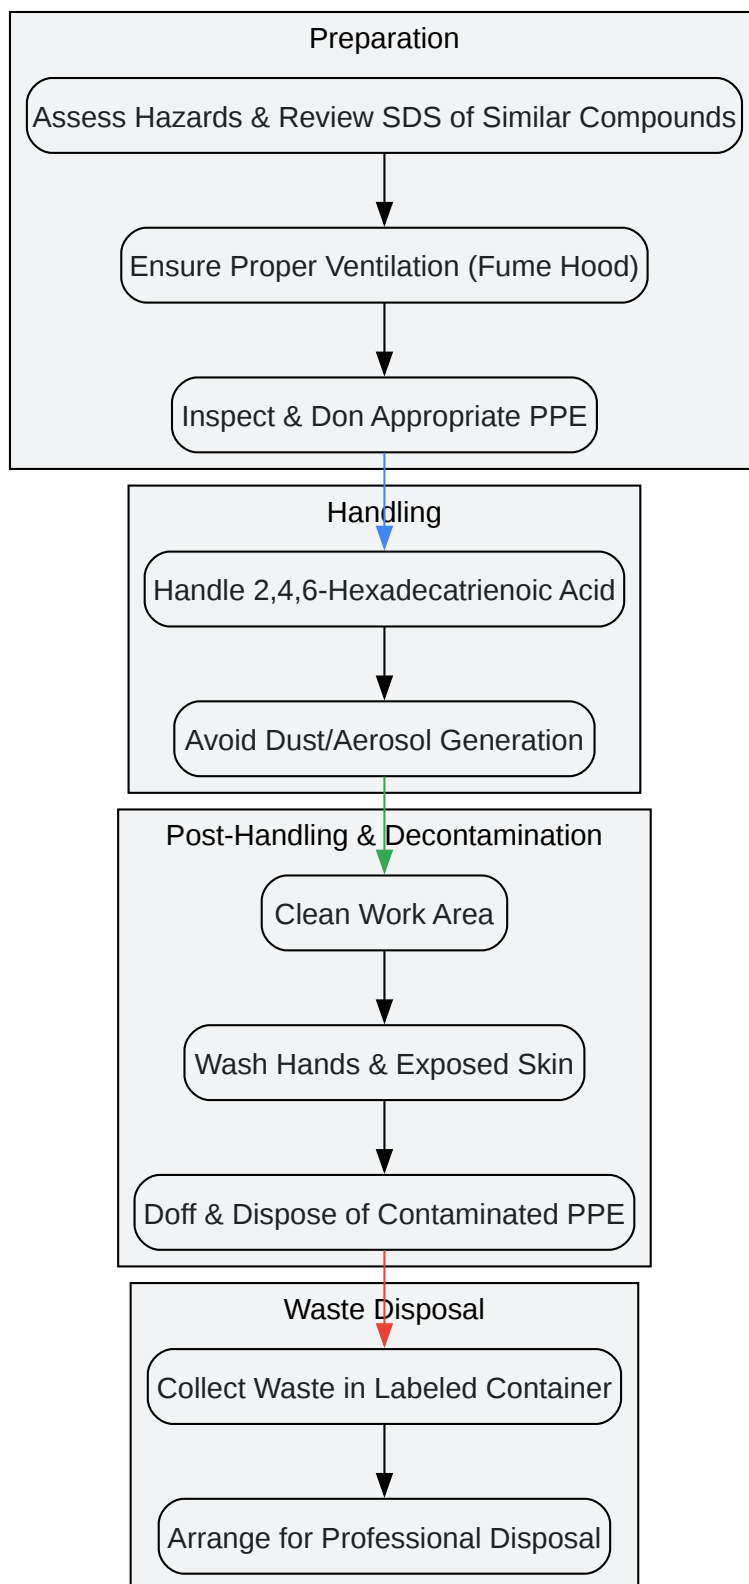 Preparation
Assess Hazards & Review SDS of Similar Compounds
Ensure Proper Ventilation (Fume Hood)
Inspect & Don Appropriate PPE
Handling
Handle 2,4,6-Hexadecatrienoic Acid
Avoid Dust/Aerosol Generation
Post-Handling & Decontamination
Clean Work Area
Wash Hands & Exposed Skin
Doff & Dispose of Contaminated PPE
Waste Disposal
Collect Waste in Labeled Container
Arrange for Professional Disposal